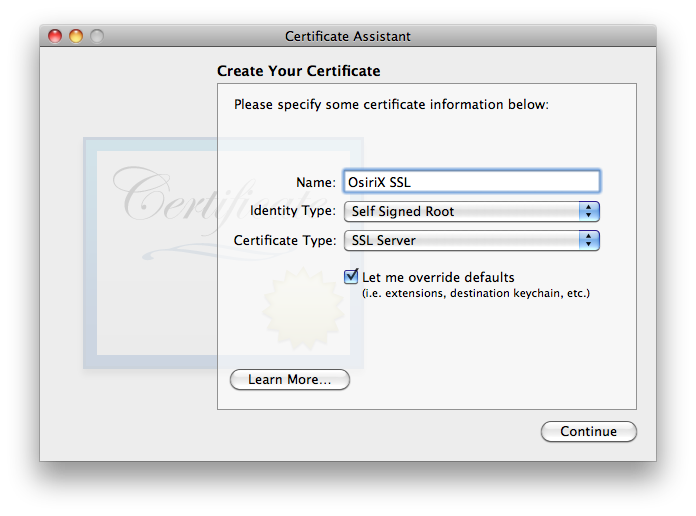 Certificate Assistant
Create Your Certificate
Please specify some certificate information below:
Certificate
Name: OsiriX SSL
Identity Type: Self Signed Root
Certificate Type: SSL Server
Let me override defaults
(i.e. extensions, destination keychain, etc.)
Learn More...
Continue